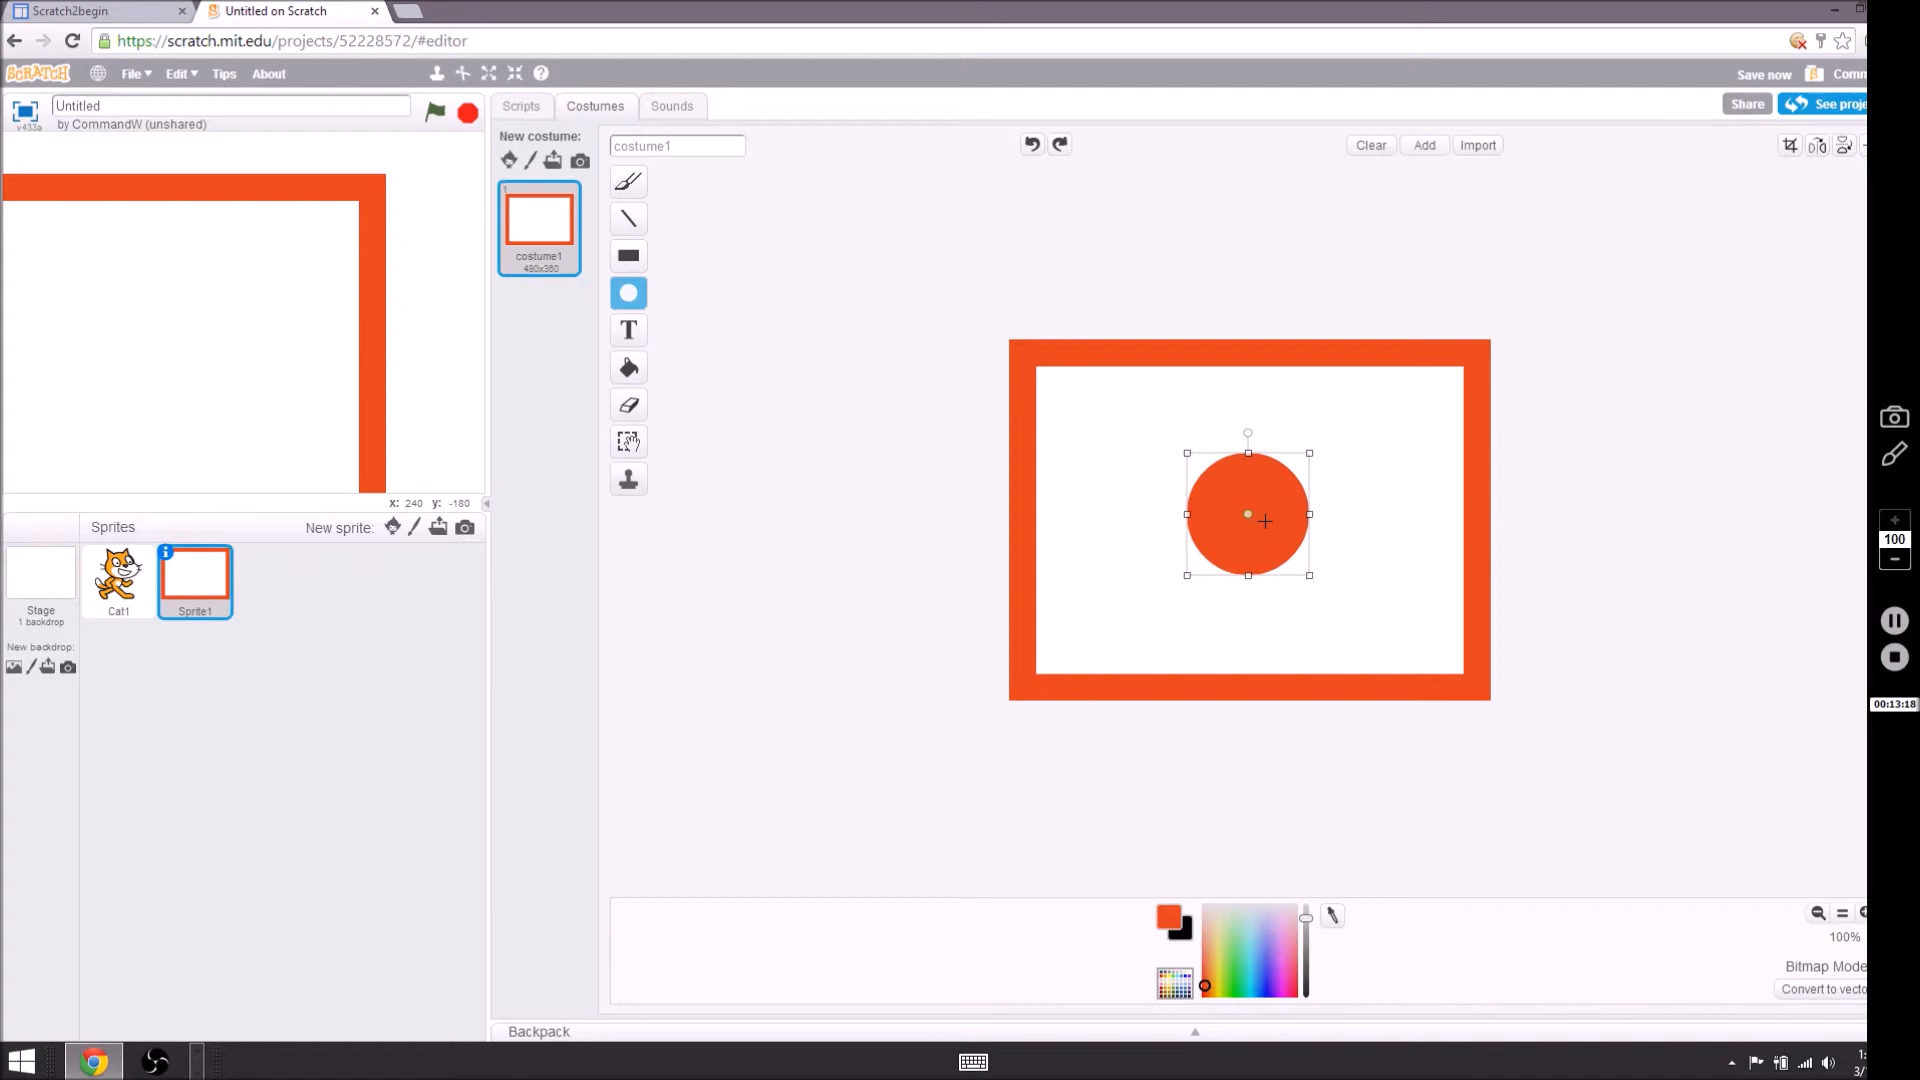 Scratch2begin
Untitled on Scratch
https://scratch.mit.edu/projects/52228572/#editor
SCRATCH
File
Edit
Tips
About
Save now
Share
See proje
v433a
Untitled
by CommandW (unshared)
Scripts
Costumes
Sounds
New costume:
costume1
Clear
Add
Import
1
costume1
480x360
T
x: 240 y: -180
Sprites
New sprite:
Stage
1 backdrop
Cat1
Sprite1
New backdrop:
100
00:13:18
100%
Bitmap Mode
Convert to vecto
Backpack